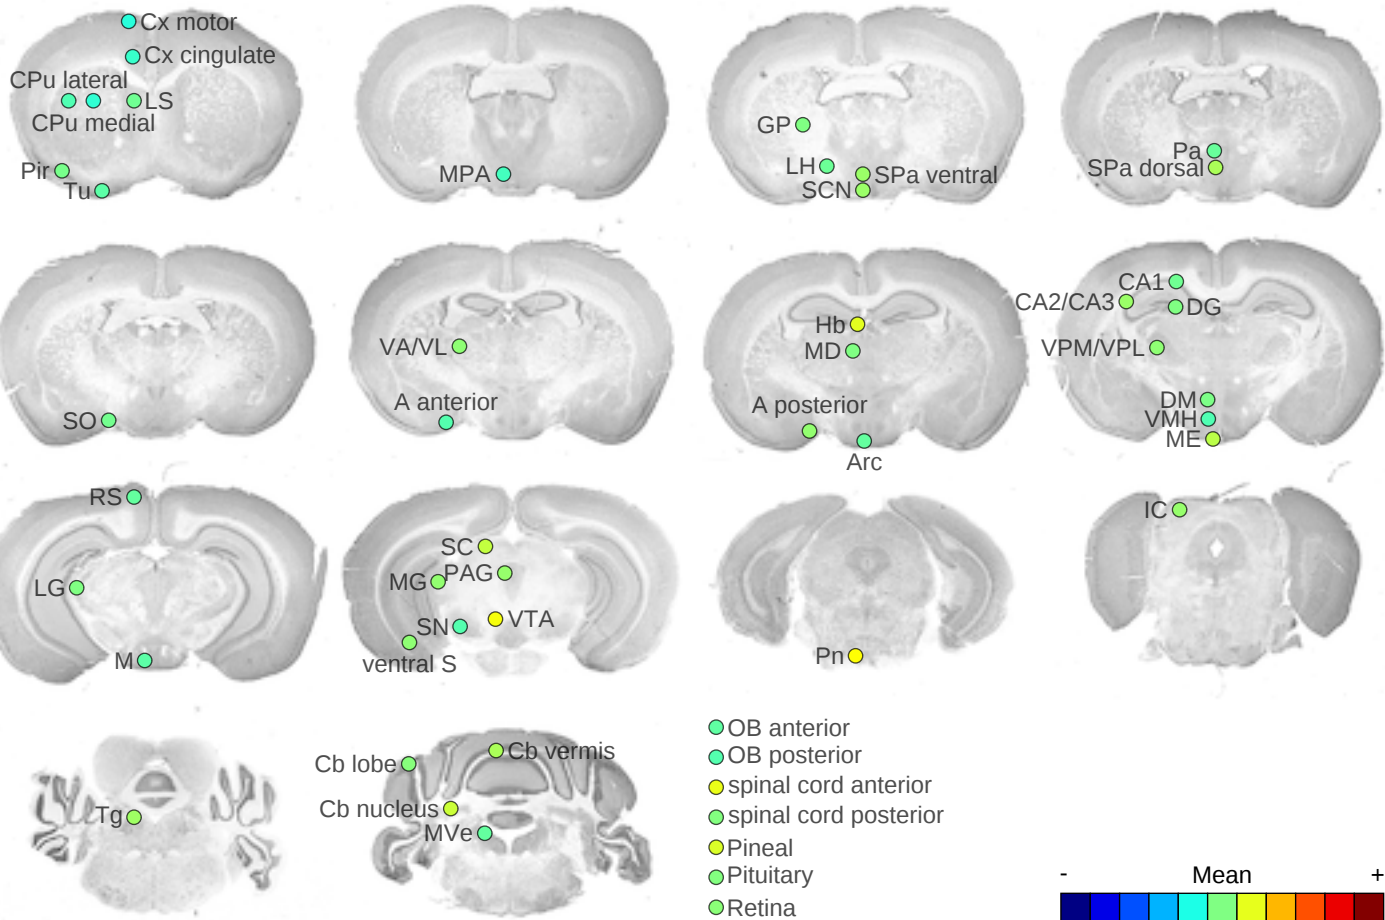 Cx motor
Cx cingulate
CPu lateral
LS
CPu medial
Pir
Tu
MPA
GP
LH
SPa ventral
SCN
Pa
SPa dorsal
SO
VA/VL
A anterior
Hb
MD
A posterior
Arc
CA1
CA2/CA3
DG
VPM/VPL
DM
VMH
ME
RS
LG
M
SC
MG
PAG
SN
VTA
ventral S
Pn
IC
Tg
Cb lobe
Cb vermis
Cb nucleus
MVe
OB anterior
OB posterior
spinal cord anterior
spinal cord posterior
Pineal
Pituitary
Retina
- Mean +